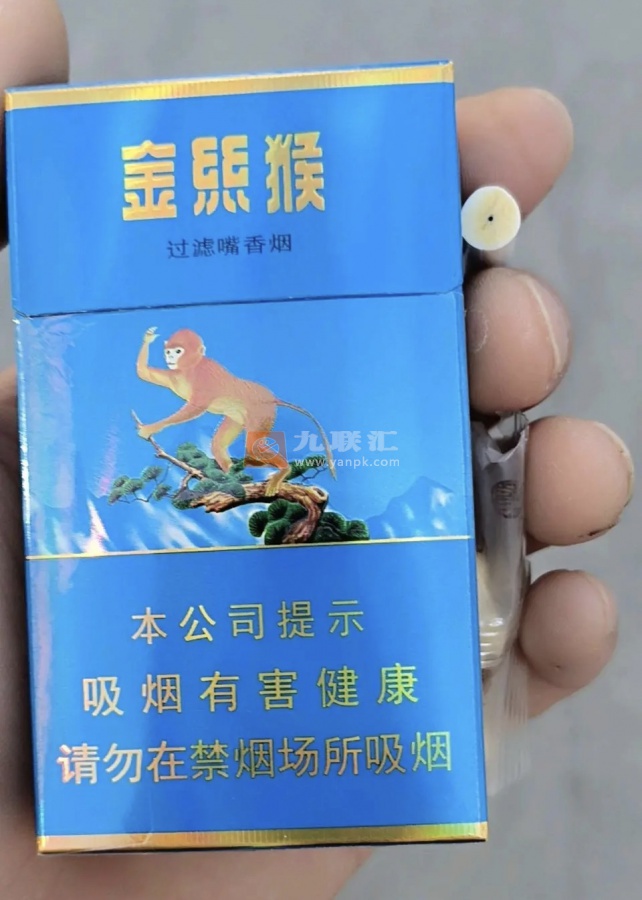 金絲猴
过滤嘴香烟
九联汇
www.yanpk.com
本公司提示
吸烟有害健康
请勿在禁烟场所吸烟